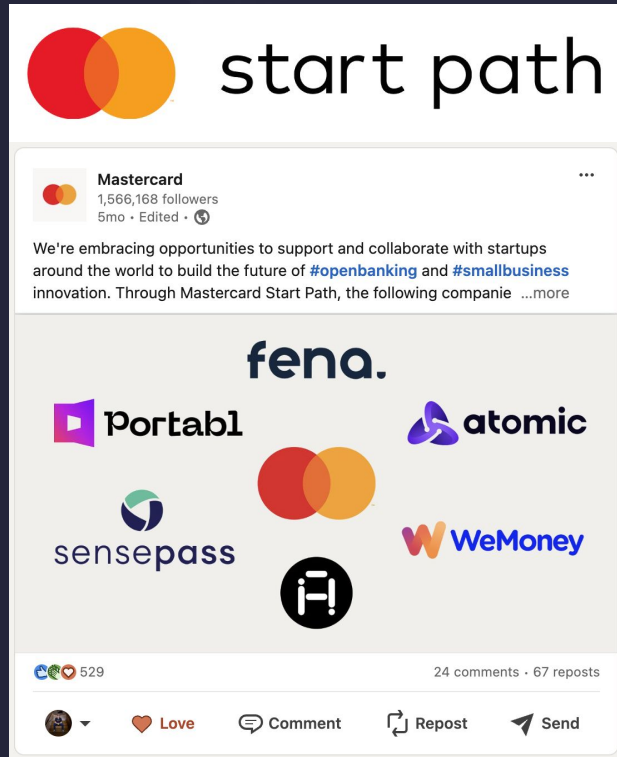 start path
Mastercard
1,566,168 followers
5mo • Edited •
We're embracing opportunities to support and collaborate with startups
around the world to build the future of #openbanking and #smallbusiness
innovation. Through Mastercard Start Path, the following companie ...more
fena.
Portabl
atomic
sensepass
WeMoney
529
24 comments · 67 reposts
Love
Comment
Repost
Send